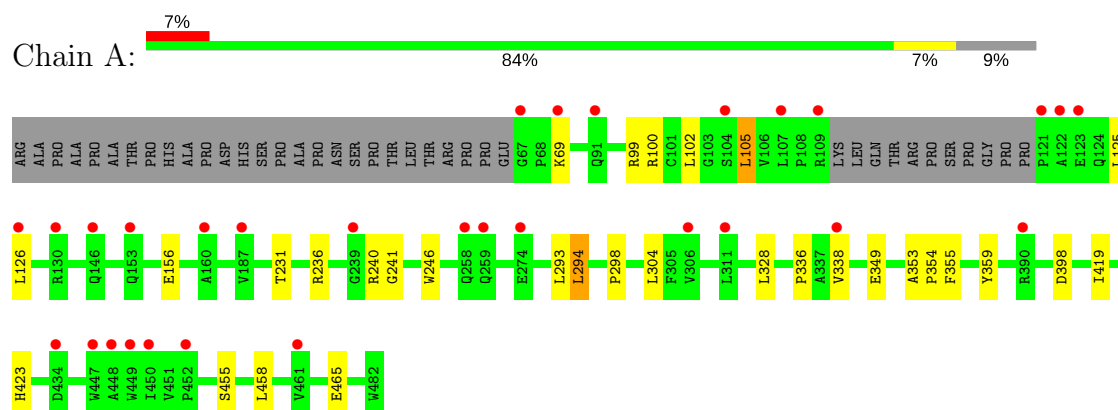 7%
Chain A:
84% 7% 9%
ARG ALA PRO ALA PRO ALA THR PRO HIS ALA PRO ASP HIS SER PRO ALA PRO ASN SER PRO THR LEU THR ARG PRO PRO GLU G67 P68 K69 Q91 R99 R100 G101 L102 G103 S104 L105 V106 L107 P108 R109 LYS LEU GLN THR ARG PRO SER PRO GLY PRO PRO P121 A122 E123 Q124 L125
L126 R130 Q146 Q153 E156 A160 V187 T231 R236 G239 R240 G241 W246 Q258 Q259 E274 L293 L294 P298 L304 F305 V306 L311 L328 P336 A337 V338 E349 A353 P354 F355 Y359 R390 D398 I419
H423 D434 W447 A448 W449 I450 V451 P452 S455 L458 V461 E465 W482